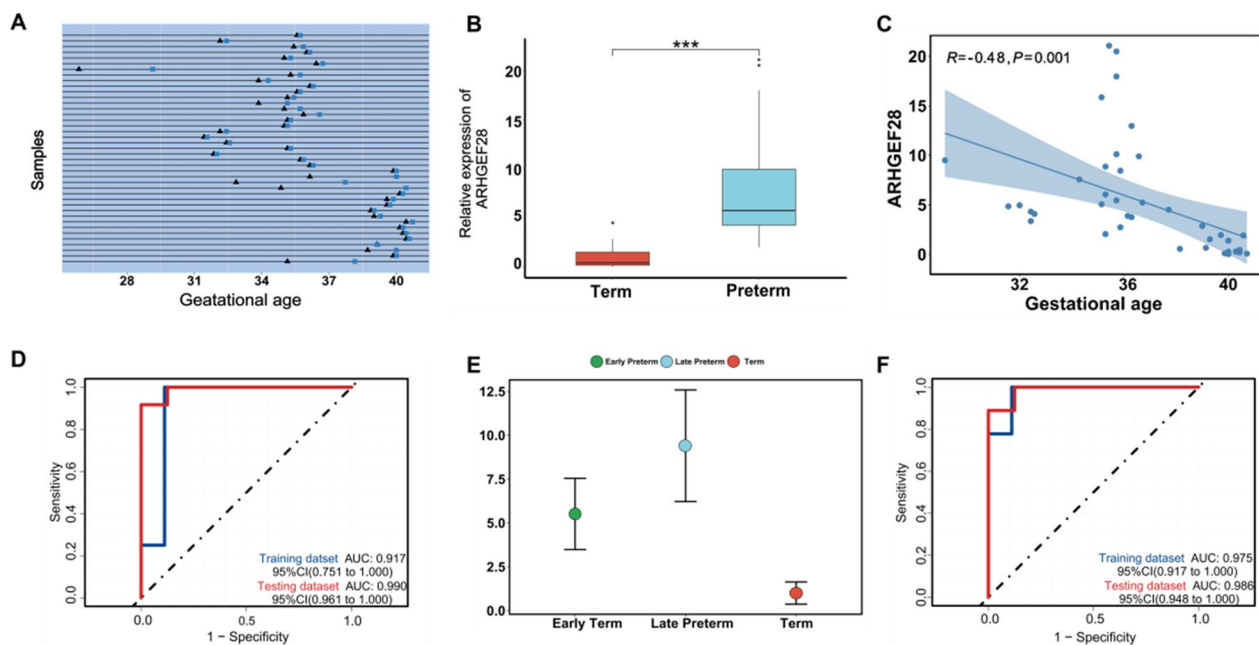 A
Samples
28 31 34 37 40
Geatational age
B
Relative expression of
ARHGEF28
***
20
15
10
5
0
Term Preterm
C
R=-0.48, P=0.001
ARHGEF28
20
15
10
5
0
32 36 40
Gestational age
D
Sensitivity
1.0
0.8
0.6
0.4
0.2
0.0
Training datset AUC: 0.917
95%CI(0.751 to 1.000)
Testing dataset AUC: 0.990
95%CI(0.961 to 1.000)
0.0 0.5 1.0
1 − Specificity
E
Early Preterm Late Preterm Term
12.5
10.0
7.5
5.0
2.5
0.0
Early Term Late Preterm Term
F
Sensitivity
1.0
0.8
0.6
0.4
0.2
0.0
Training dataset AUC: 0.975
95%CI(0.917 to 1.000)
Testing dataset AUC: 0.986
95%CI(0.948 to 1.000)
0.0 0.5 1.0
1 − Specificity